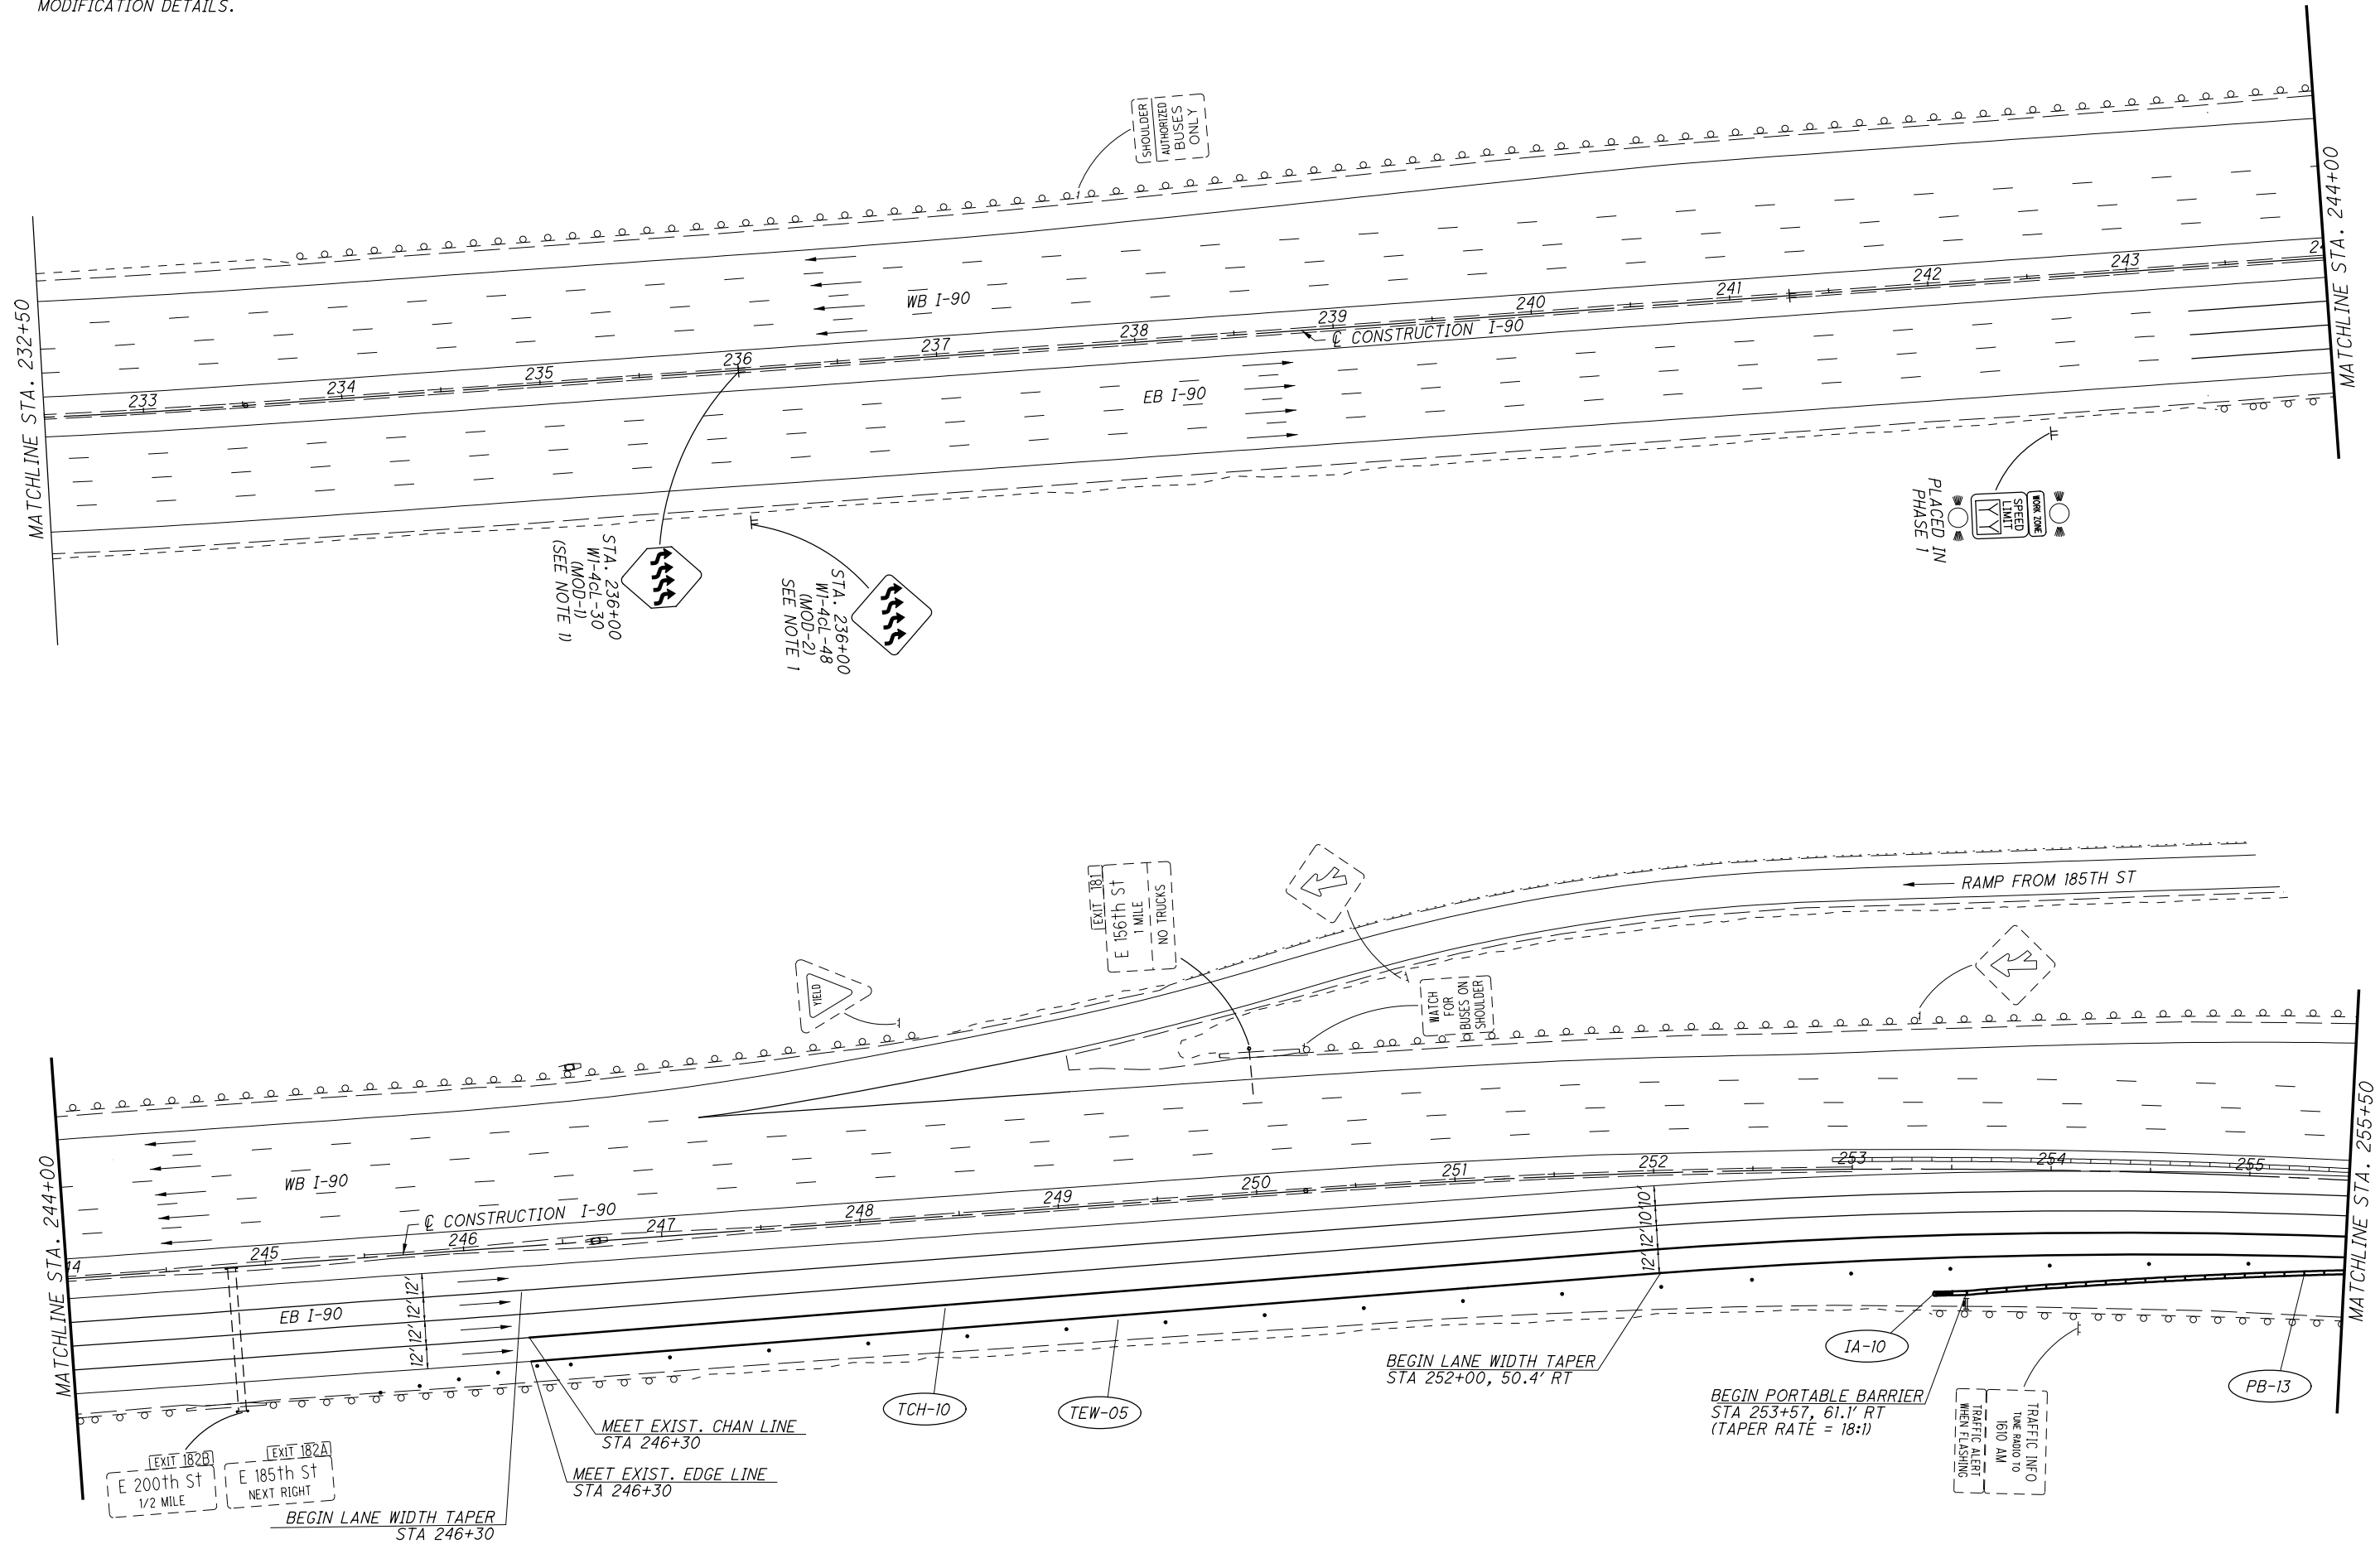 MODIFICATION DETAILS.
SHOULDER
AUTHORIZED
BUSES
ONLY
MATCHLINE STA. 232+50
MATCHLINE STA. 244+00
WB I-90
233
234
235
236
237
238
239
240
241
242
243
24
℄ CONSTRUCTION I-90
EB I-90
STA. 236+00
W1-4cL-30
(MOD-1)
(SEE NOTE 1)
STA. 236+00
W1-4cL-48
(MOD-2)
SEE NOTE 1
WORK ZONE
SPEED
LIMIT
PLACED IN
PHASE 1
EXIT 181
E 156th St
1 MILE
NO TRUCKS
RAMP FROM 185TH ST
YIELD
WATCH
FOR
BUSES ON
SHOULDER
MATCHLINE STA. 244+00
MATCHLINE STA. 255+50
WB I-90
℄ CONSTRUCTION I-90
14
245
246
247
248
249
250
251
252
253
254
255
EB I-90
12' 12' 12' 12'
12' 12' 10' 10'
BEGIN LANE WIDTH TAPER
STA 252+00, 50.4' RT
IA-10
PB-13
BEGIN PORTABLE BARRIER
STA 253+57, 61.1' RT
(TAPER RATE = 18:1)
TRAFFIC INFO
TUNE RADIO TO
1610 AM
TRAFFIC ALERT
WHEN FLASHING
TCH-10
TEW-05
MEET EXIST. CHAN LINE
STA 246+30
MEET EXIST. EDGE LINE
STA 246+30
EXIT 182B
E 200th St
1/2 MILE
EXIT 182A
E 185th St
NEXT RIGHT
BEGIN LANE WIDTH TAPER
STA 246+30